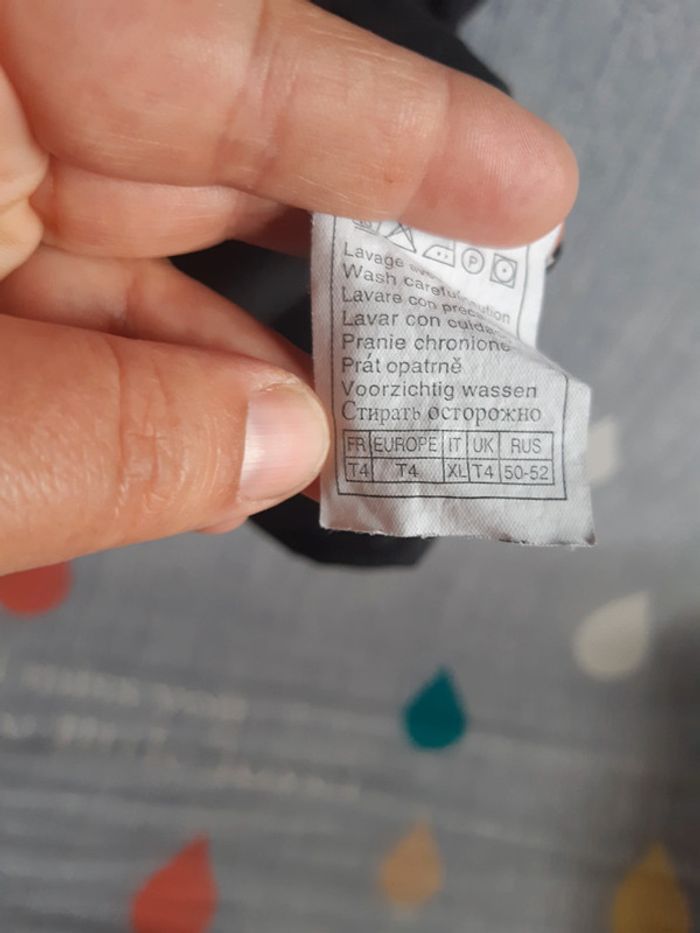 P
Lavage
Wash
Lavare con
Lavar con
Pranie chronione
Prát opatrně
Voorzichtig wassen
Стирать осторожно
FR EUROPE IT UK RUS
T4 T4 XL T4 50-52